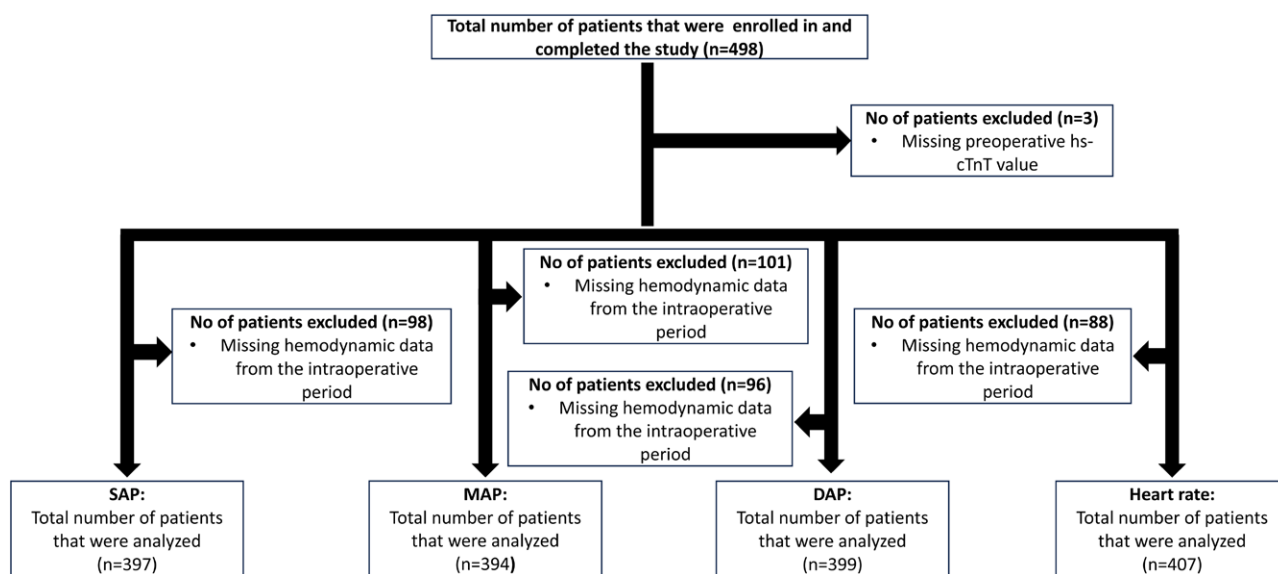 Total number of patients that were enrolled in and
completed the study (n=498)
No of patients excluded (n=3)
• Missing preoperative hs-
cTnT value
No of patients excluded (n=101)
• Missing hemodynamic data
from the intraoperative
period
No of patients excluded (n=98)
• Missing hemodynamic data
from the intraoperative
period
No of patients excluded (n=88)
• Missing hemodynamic data
from the intraoperative
period
No of patients excluded (n=96)
• Missing hemodynamic data
from the intraoperative
period
SAP:
Total number of patients
that were analyzed
(n=397)
MAP:
Total number of patients
that were analyzed
(n=394)
DAP:
Total number of patients
that were analyzed
(n=399)
Heart rate:
Total number of patients
that were analyzed
(n=407)